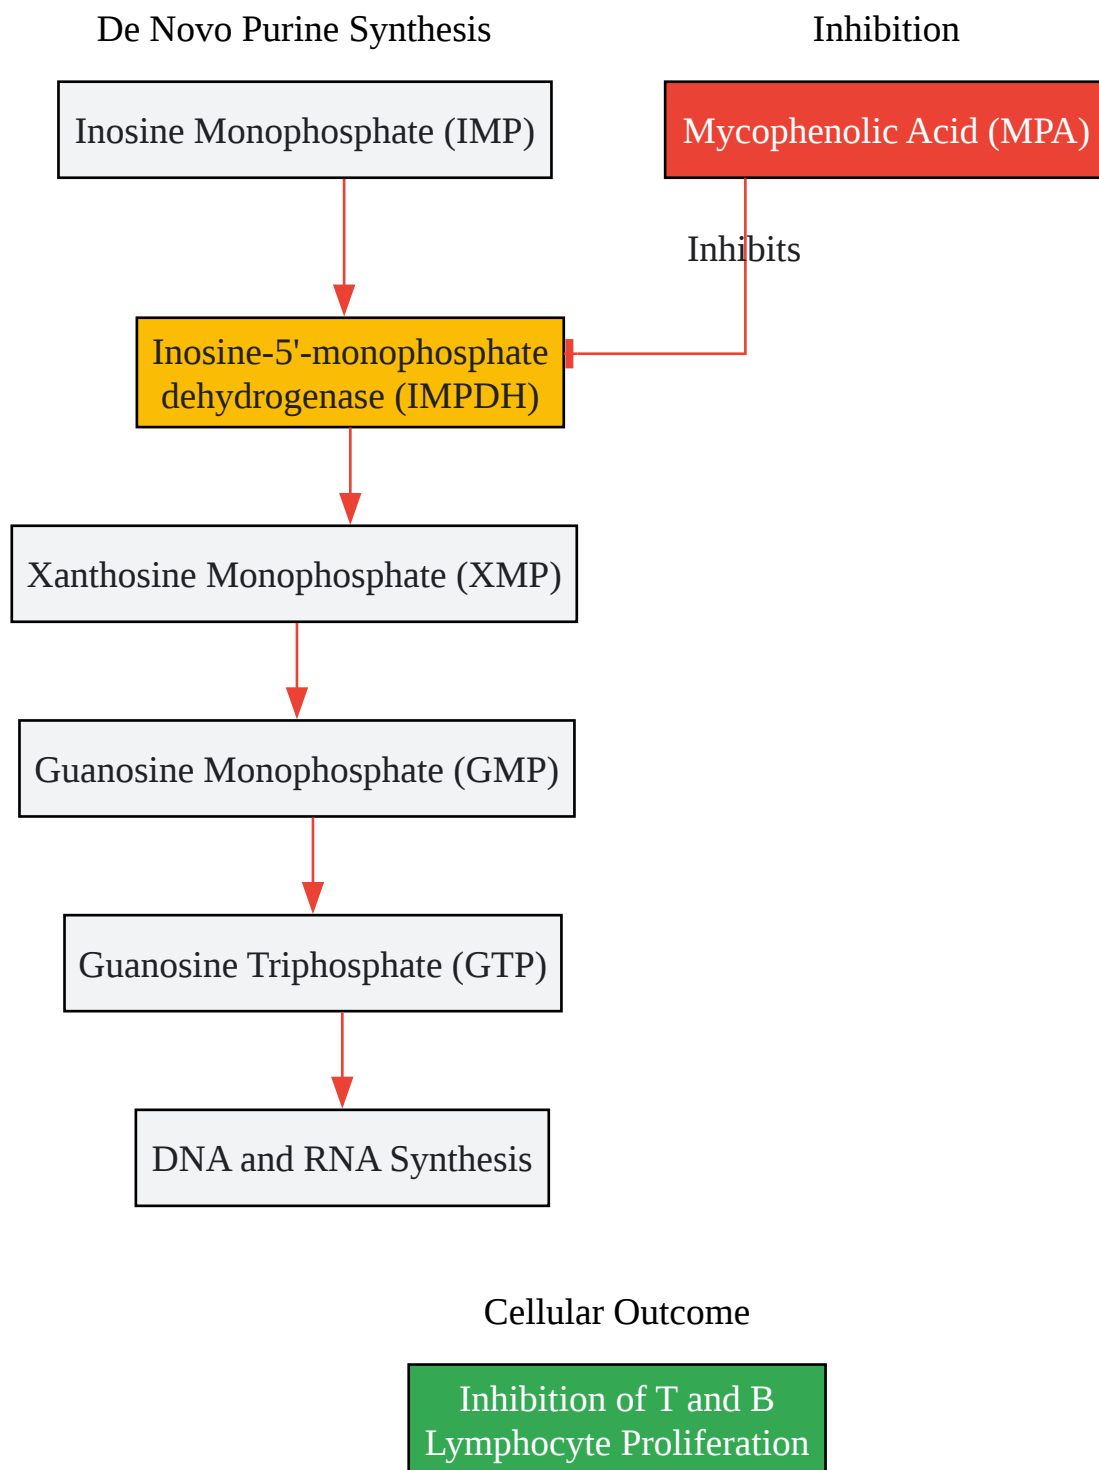 De Novo Purine Synthesis
Inhibition
Inosine Monophosphate (IMP)
Mycophenolic Acid (MPA)
Inhibits
Inosine-5'-monophosphate
dehydrogenase (IMPDH)
Xanthosine Monophosphate (XMP)
Guanosine Monophosphate (GMP)
Guanosine Triphosphate (GTP)
DNA and RNA Synthesis
Cellular Outcome
Inhibition of T and B
Lymphocyte Proliferation